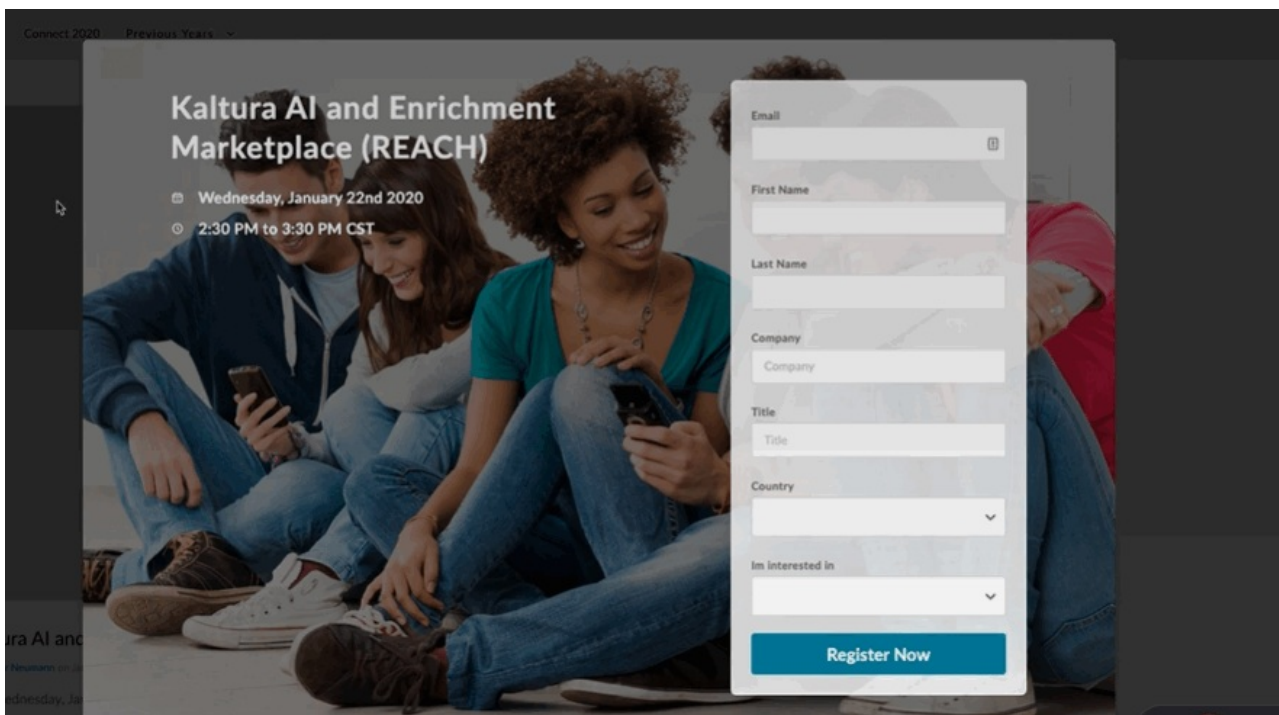 Connect 2020 Previous Years
Kaltura AI and Enrichment
Marketplace (REACH)
Wednesday, January 22nd 2020
2:30 PM to 3:30 PM CST
Email
First Name
Last Name
Company
Company
Title
Title
Country
Im interested in
Register Now
ura AI and
Neumann on
ednesday, Ja